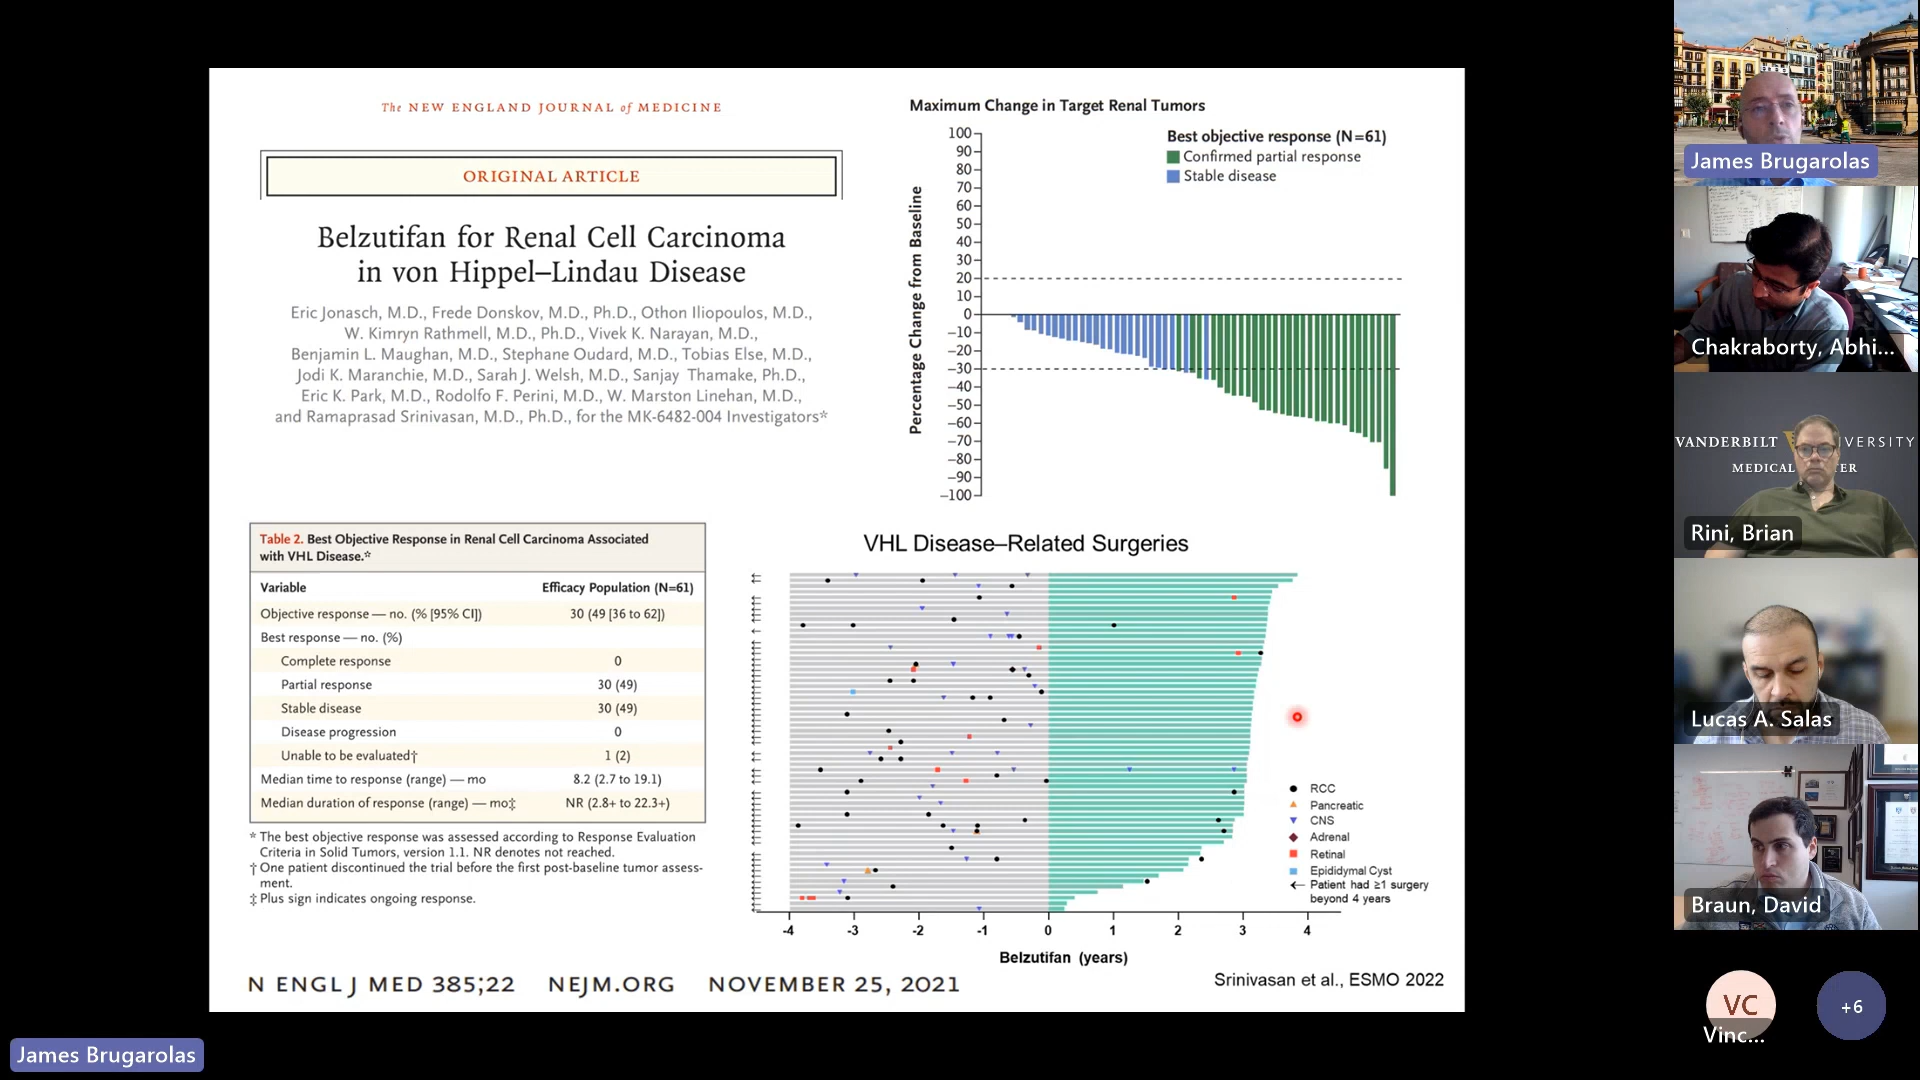 The NEW ENGLAND JOURNAL of MEDICINE
ORIGINAL ARTICLE
Belzutifan for Renal Cell Carcinoma
in von Hippel–Lindau Disease
Eric Jonasch, M.D., Frede Donskov, M.D., Ph.D., Othon Iliopoulos, M.D.,
W. Kimryn Rathmell, M.D., Ph.D., Vivek K. Narayan, M.D.,
Benjamin L. Maughan, M.D., Stephane Oudard, M.D., Tobias Else, M.D.,
Jodi K. Maranchie, M.D., Sarah J. Welsh, M.D., Sanjay Thamake, Ph.D.,
Eric K. Park, M.D., Rodolfo F. Perini, M.D., W. Marston Linehan, M.D.,
and Ramaprasad Srinivasan, M.D., Ph.D., for the MK-6482-004 Investigators*
Maximum Change in Target Renal Tumors
Percentage Change from Baseline
100
90
80
70
60
50
40
30
20
10
0
−10
−20
−30
−40
−50
−60
−70
−80
−90
−100
Best objective response (N=61)
Confirmed partial response
Stable disease
Table 2. Best Objective Response in Renal Cell Carcinoma Associated
with VHL Disease.*
Variable Efficacy Population (N=61)
Objective response — no. (% [95% CI]) 30 (49 [36 to 62])
Best response — no. (%)
Complete response 0
Partial response 30 (49)
Stable disease 30 (49)
Disease progression 0
Unable to be evaluated† 1 (2)
Median time to response (range) — mo 8.2 (2.7 to 19.1)
Median duration of response (range) — mo‡ NR (2.8+ to 22.3+)
* The best objective response was assessed according to Response Evaluation
Criteria in Solid Tumors, version 1.1. NR denotes not reached.
† One patient discontinued the trial before the first post-baseline tumor assess-
ment.
‡ Plus sign indicates ongoing response.
VHL Disease–Related Surgeries
RCC
Pancreatic
CNS
Adrenal
Retinal
Epididymal Cyst
Patient had ≥1 surgery
beyond 4 years
-4 -3 -2 -1 0 1 2 3 4
Belzutifan (years)
N ENGL J MED 385;22 NEJM.ORG NOVEMBER 25, 2021
Srinivasan et al., ESMO 2022
James Brugarolas
James Brugarolas
Chakraborty, Abhi...
VANDERBILT VERSITY
MEDICAL ER
Rini, Brian
Lucas A. Salas
Braun, David
VC
Vinc...
+6